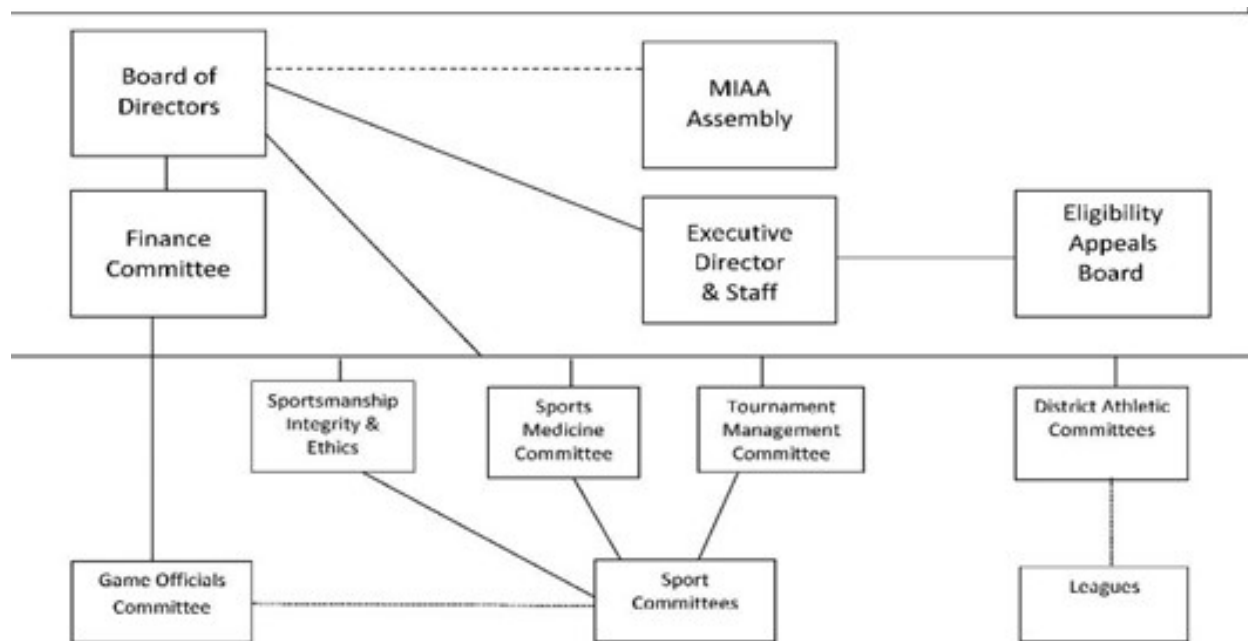 Board of
Directors
MIAA
Assembly
Finance
Committee
Executive
Director
& Staff
Eligibility
Appeals
Board
Sportsmanship
Integrity &
Ethics
Sports
Medicine
Committee
Tournament
Management
Committee
District Athletic
Committees
Game Officials
Committee
Sport
Committees
Leagues